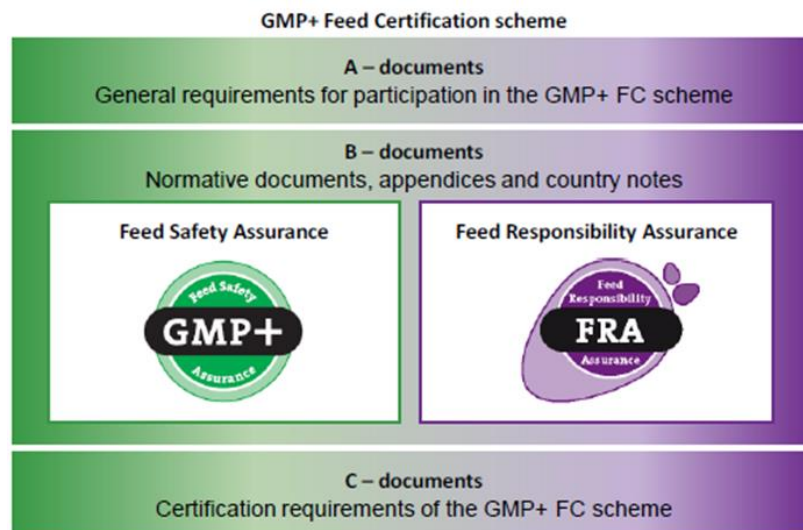 GMP+ Feed Certification scheme
A – documents
General requirements for participation in the GMP+ FC scheme
B – documents
Normative documents, appendices and country notes
Feed Safety Assurance
Feed Safety
GMP+
Assurance
Feed Responsibility Assurance
Feed
Responsibility
FRA
Assurance
C – documents
Certification requirements of the GMP+ FC scheme